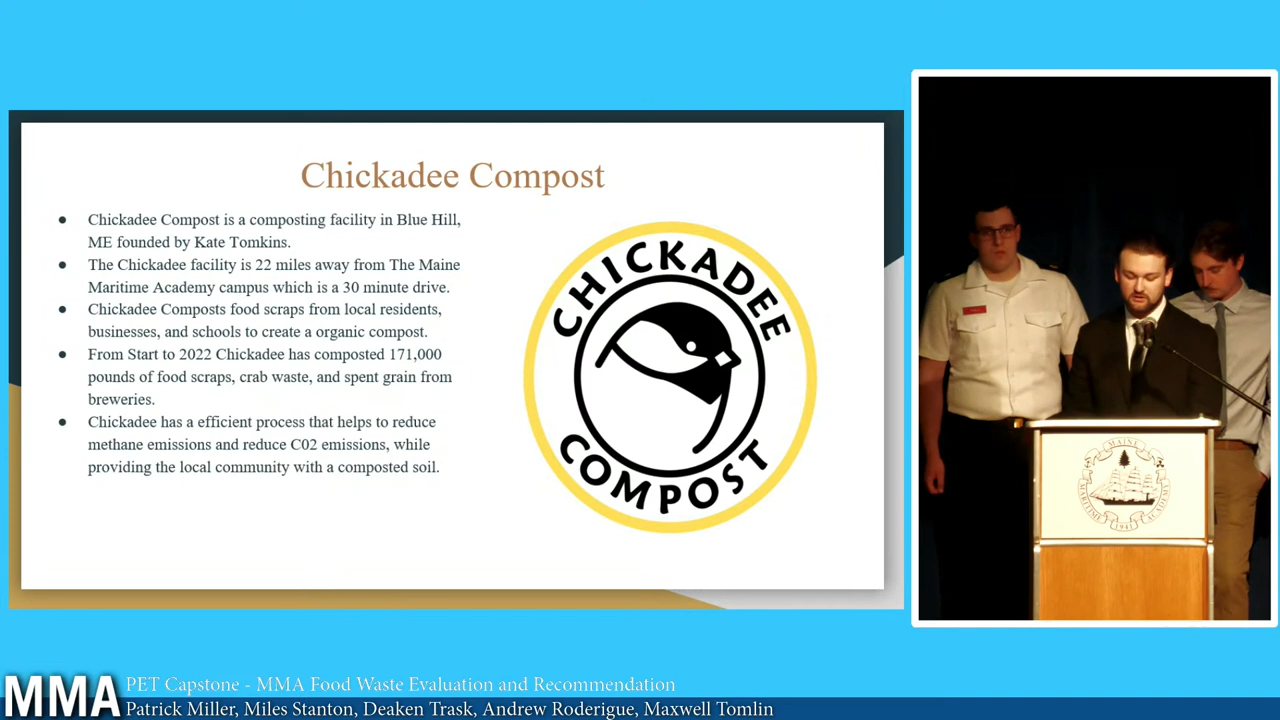 Chickadee Compost
● Chickadee Compost is a composting facility in Blue Hill,
ME founded by Kate Tomkins.
● The Chickadee facility is 22 miles away from The Maine
Maritime Academy campus which is a 30 minute drive.
● Chickadee Composts food scraps from local residents,
businesses, and schools to create a organic compost.
● From Start to 2022 Chickadee has composted 171,000
pounds of food scraps, crab waste, and spent grain from
breweries.
● Chickadee has a efficient process that helps to reduce
methane emissions and reduce C02 emissions, while
providing the local community with a composted soil.
CHICKADEE
COMPOST
MAINE
MARITIME
ACADEMY
1941
MMA
PET Capstone - MMA Food Waste Evaluation and Recommendation
Patrick Miller, Miles Stanton, Deaken Trask, Andrew Roderigue, Maxwell Tomlin